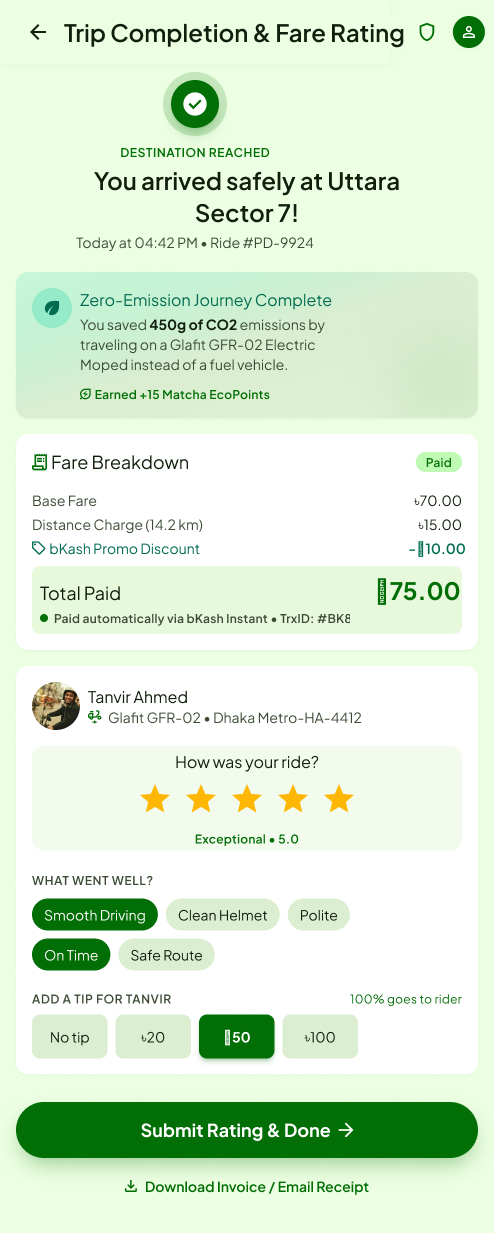 Trip Completion & Fare Rating
DESTINATION REACHED
You arrived safely at Uttara
Sector 7!
Today at 04:42 PM • Ride #PD-9924
Zero-Emission Journey Complete
You saved 450g of CO2 emissions by
traveling on a Glafit GFR-02 Electric
Moped instead of a fuel vehicle.
Earned +15 Matcha EcoPoints
Fare Breakdown
Paid
Base Fare ৳70.00
Distance Charge (14.2 km) ৳15.00
bKash Promo Discount -10.00
Total Paid 75.00
Paid automatically via bKash Instant • TrxID: #BK8
Tanvir Ahmed
Glafit GFR-02 • Dhaka Metro-HA-4412
How was your ride?
Exceptional • 5.0
WHAT WENT WELL?
Smooth Driving Clean Helmet Polite
On Time Safe Route
ADD A TIP FOR TANVIR 100% goes to rider
No tip ৳20 50 ৳100
Submit Rating & Done →
Download Invoice / Email Receipt